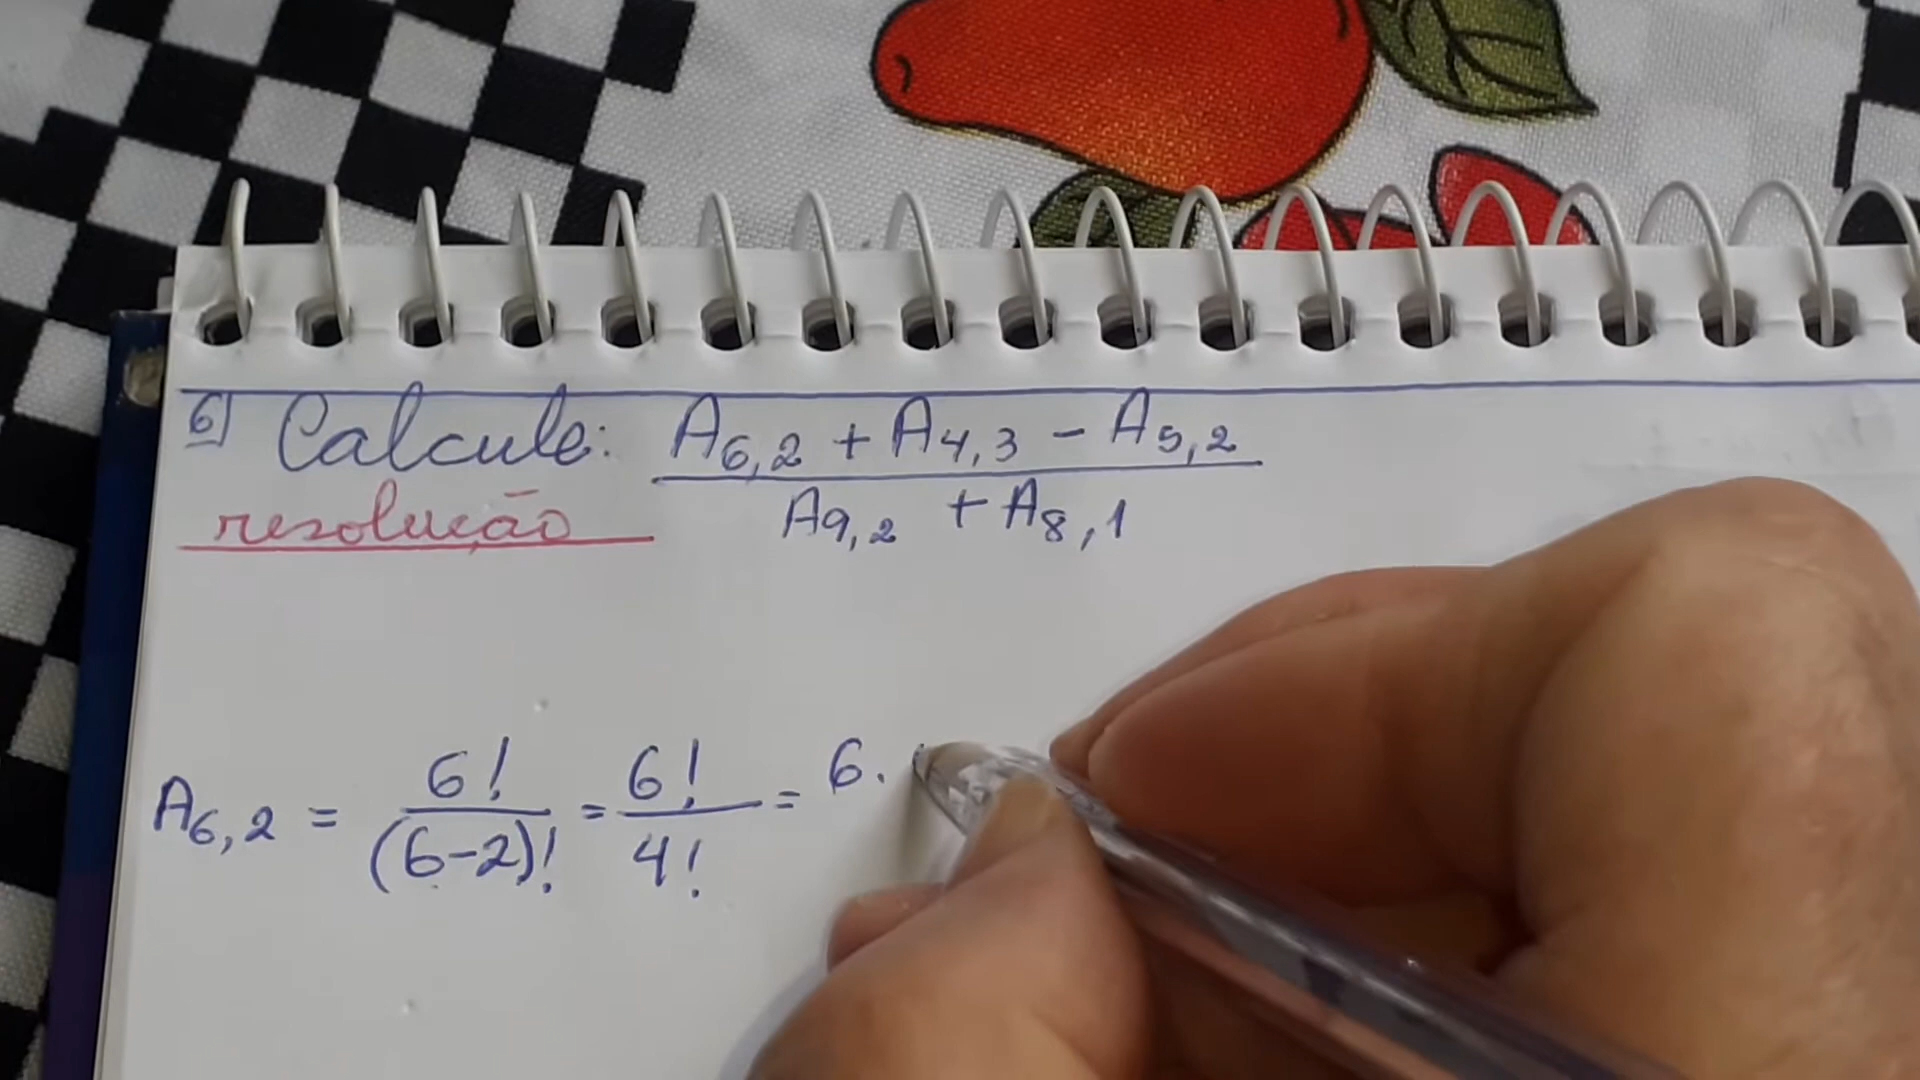 6) Calcule: A6,2 + A4,3 - A5,2
A9,2 + A8,1
resolução
A6,2 = 6! / (6-2)! = 6! / 4! = 6.